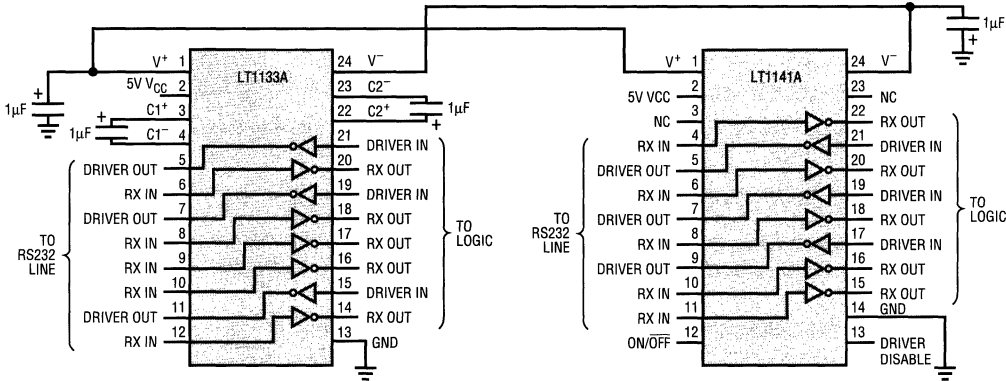 1μF
V+ 1 LT1133A 24 V−
5V VCC 2 23 C2−
1μF
C1+ 3 22 C2+
1μF
1μF
C1− 4 21 DRIVER IN
DRIVER OUT 5 20 RX OUT
RX IN 6 19 DRIVER IN
DRIVER OUT 7 18 RX OUT
RX IN 8 17 RX OUT
RX IN 9 16 RX OUT
RX IN 10 15 DRIVER IN
DRIVER OUT 11 14 RX OUT
RX IN 12 13 GND
TO
RS232
LINE
TO
LOGIC
V+ 1 LT1141A 24 V−
5V VCC 2 23 NC
NC 3 22 RX OUT
RX IN 4 21 DRIVER IN
DRIVER OUT 5 20 RX OUT
RX IN 6 19 DRIVER IN
DRIVER OUT 7 18 RX OUT
RX IN 8 17 DRIVER IN
DRIVER OUT 9 16 RX OUT
RX IN 10 15 RX OUT
RX IN 11 14 GND
ON/OFF 12 13 DRIVER
DISABLE
TO
RS232
LINE
TO
LOGIC